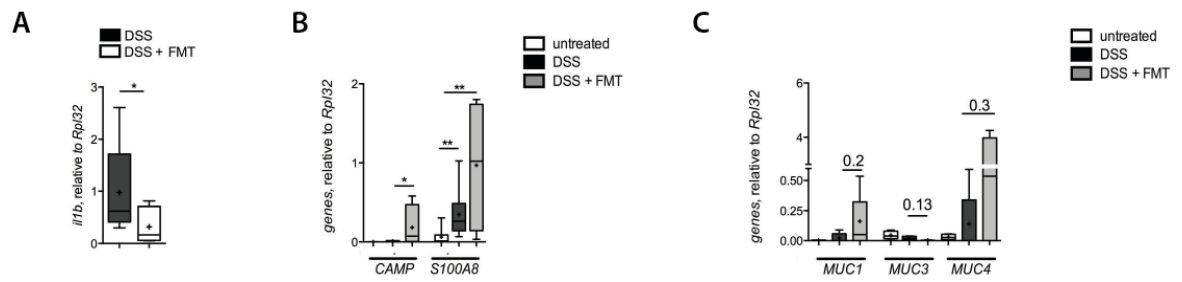 A
DSS
DSS + FMT
il1b, relative to Rpl32
3
2
1
0
*
B
untreated
DSS
DSS + FMT
genes, relative to Rpl32
2
1
0
*
**
**
CAMP
S100A8
C
untreated
DSS
DSS + FMT
genes, relative to Rpl32
6
4
0.50
0.25
0.00
0.2
0.13
0.3
MUC1
MUC3
MUC4